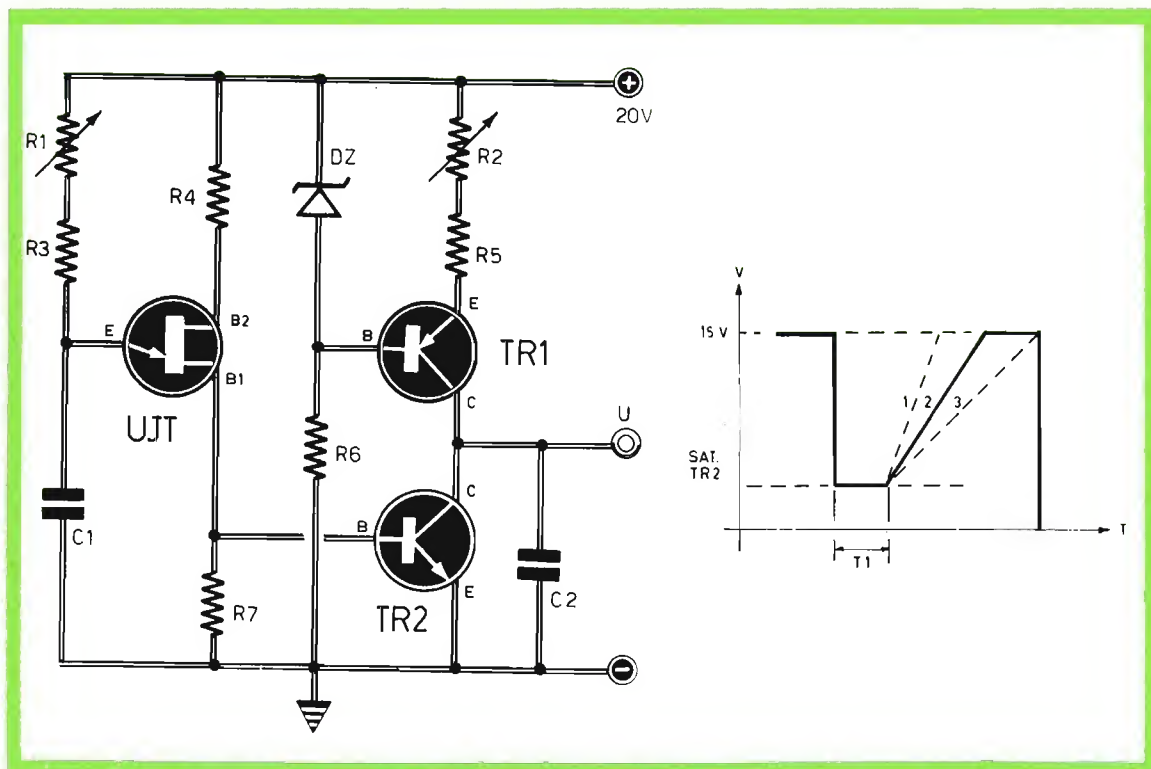 +
20V
R1
R2
DZ
R4
R3
R5
E
E
B2
B
TR1
B1
C
UJT
U
R6
C
B
C1
E
C2
R7
TR2
−
V
15 V
1
2
3
SAT.
TR2
T
T1